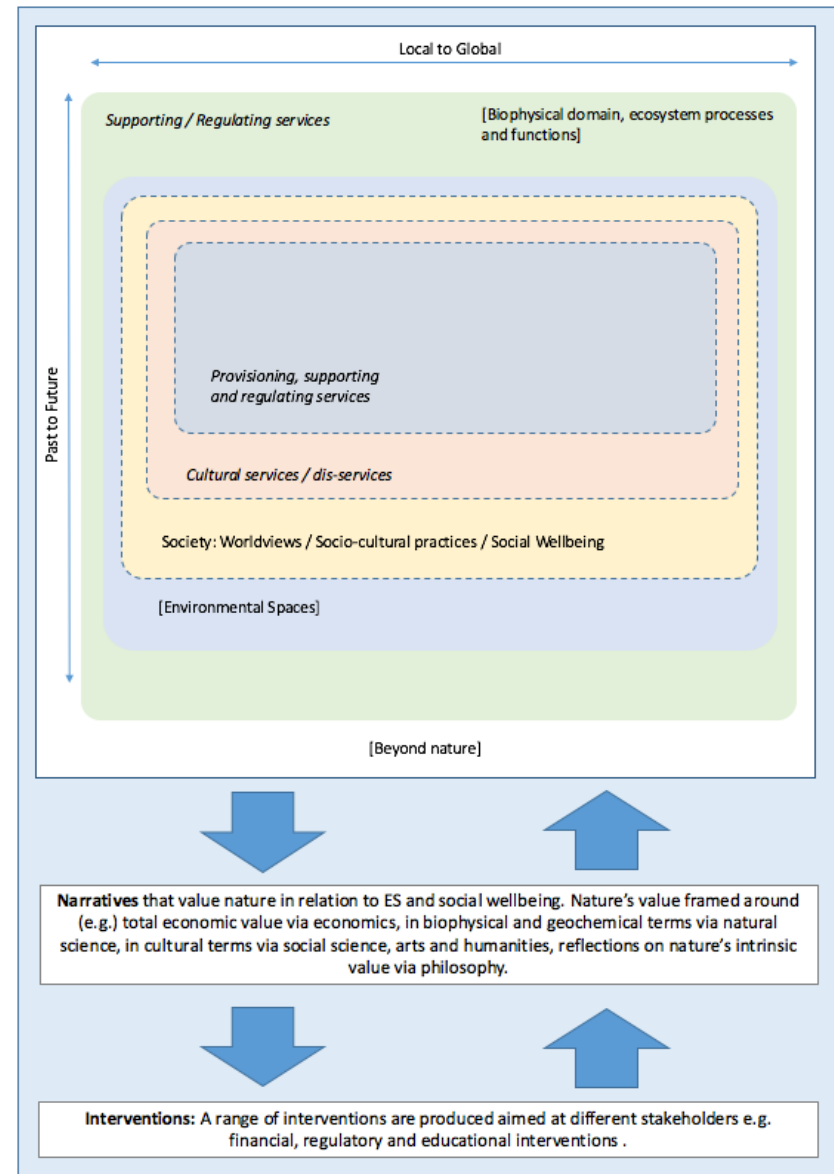 Local to Global
Supporting / Regulating services
[Biophysical domain, ecosystem processes
and functions]
Past to Future
Provisioning, supporting
and regulating services
Cultural services / dis-services
Society: Worldviews / Socio-cultural practices / Social Wellbeing
[Environmental Spaces]
[Beyond nature]
Narratives that value nature in relation to ES and social wellbeing. Nature's value framed around
(e.g.) total economic value via economics, in biophysical and geochemical terms via natural
science, in cultural terms via social science, arts and humanities, reflections on nature's intrinsic
value via philosophy.
Interventions: A range of interventions are produced aimed at different stakeholders e.g.
financial, regulatory and educational interventions .